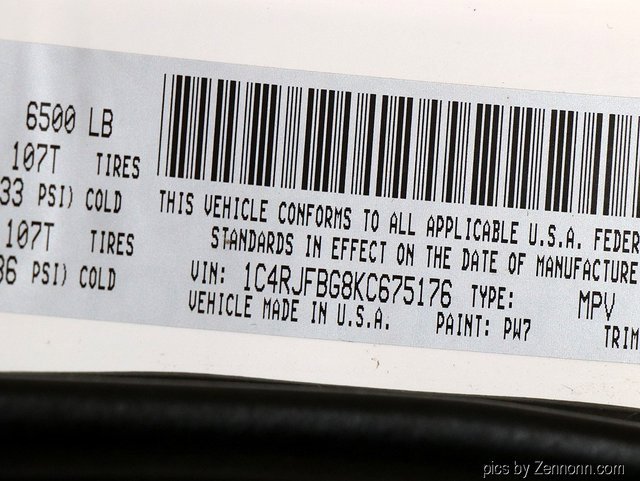 6500 LB
107T TIRES
33 PSI) COLD
107T TIRES
36 PSI) COLD
THIS VEHICLE CONFORMS TO ALL APPLICABLE U.S.A. FEDER
STANDARDS IN EFFECT ON THE DATE OF MANUFACTURE
VIN: 1C4RJFBG8KC675176 TYPE: MPV
VEHICLE MADE IN U.S.A. PAINT: PW7 TRIM
pics by Zennonn.com